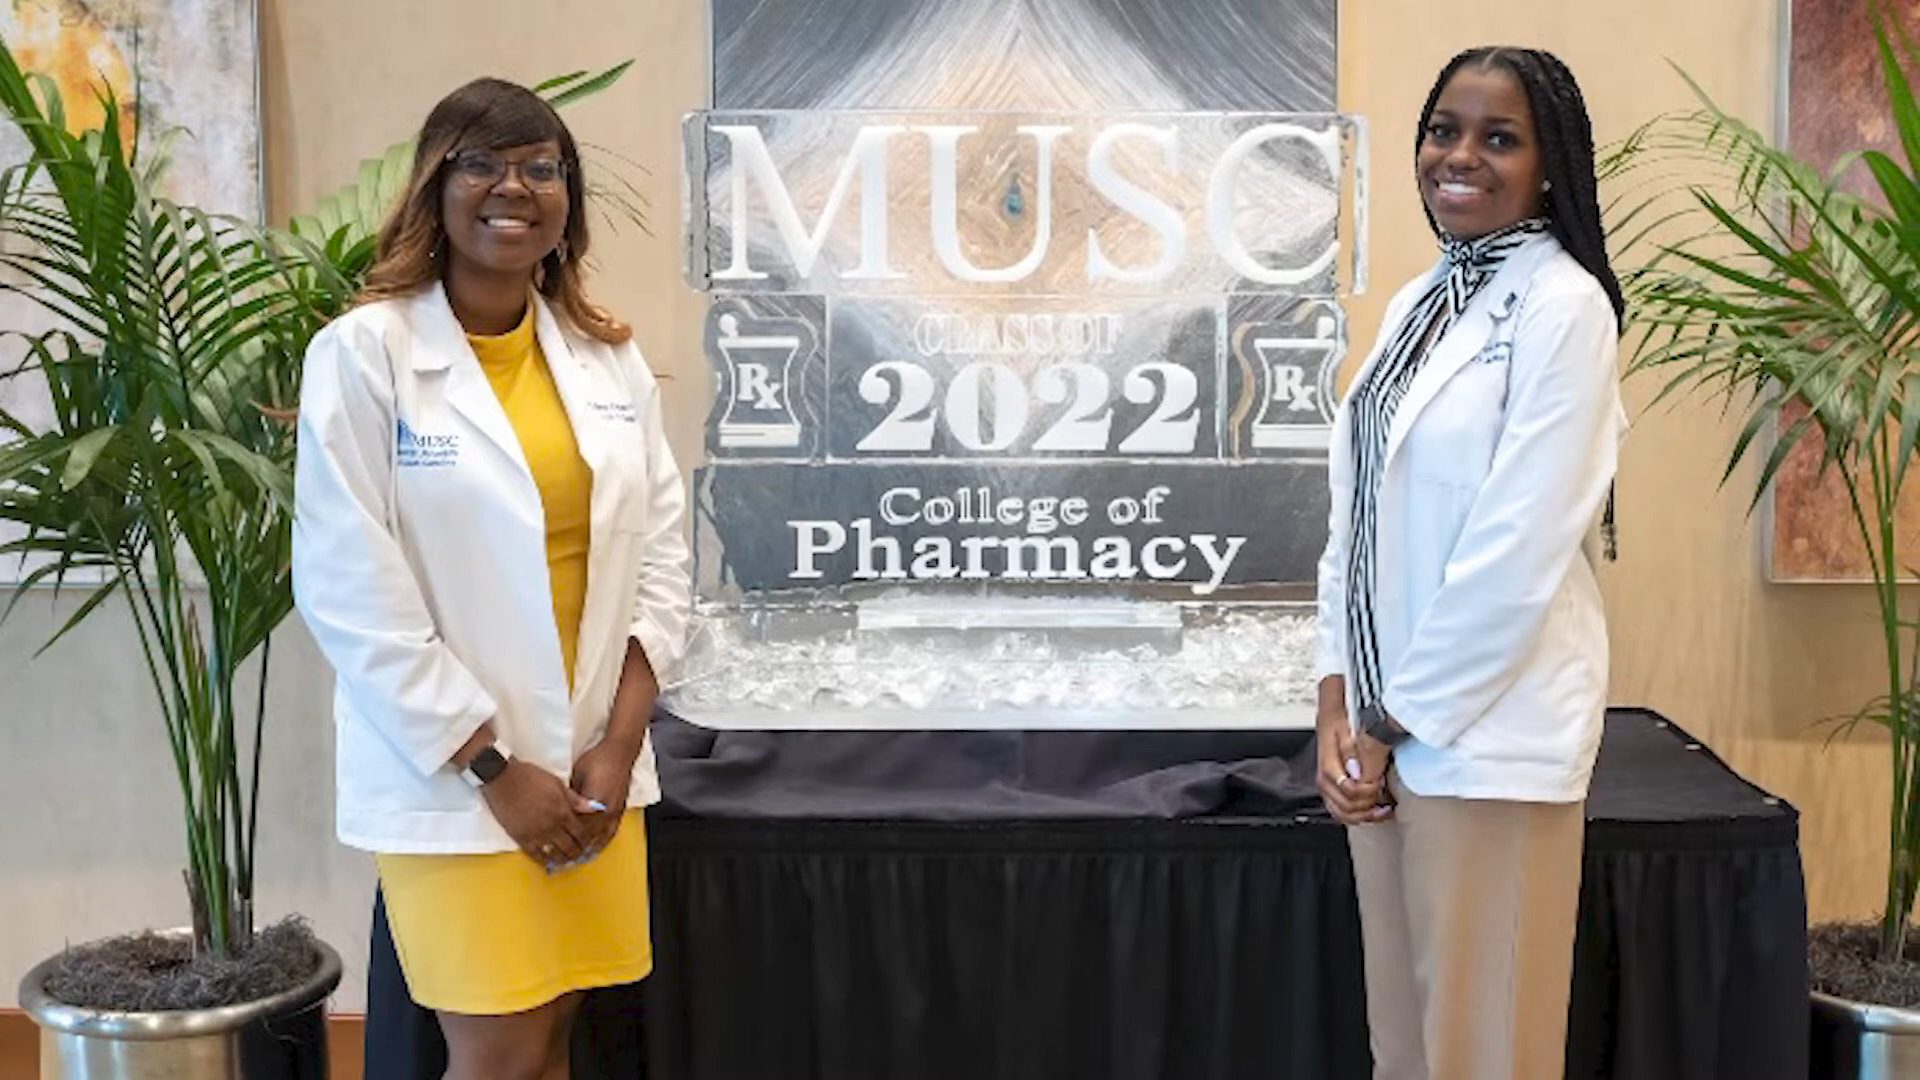 MUSC
CLASS OF
Rx 2022 Rx
College of
Pharmacy
MUSC